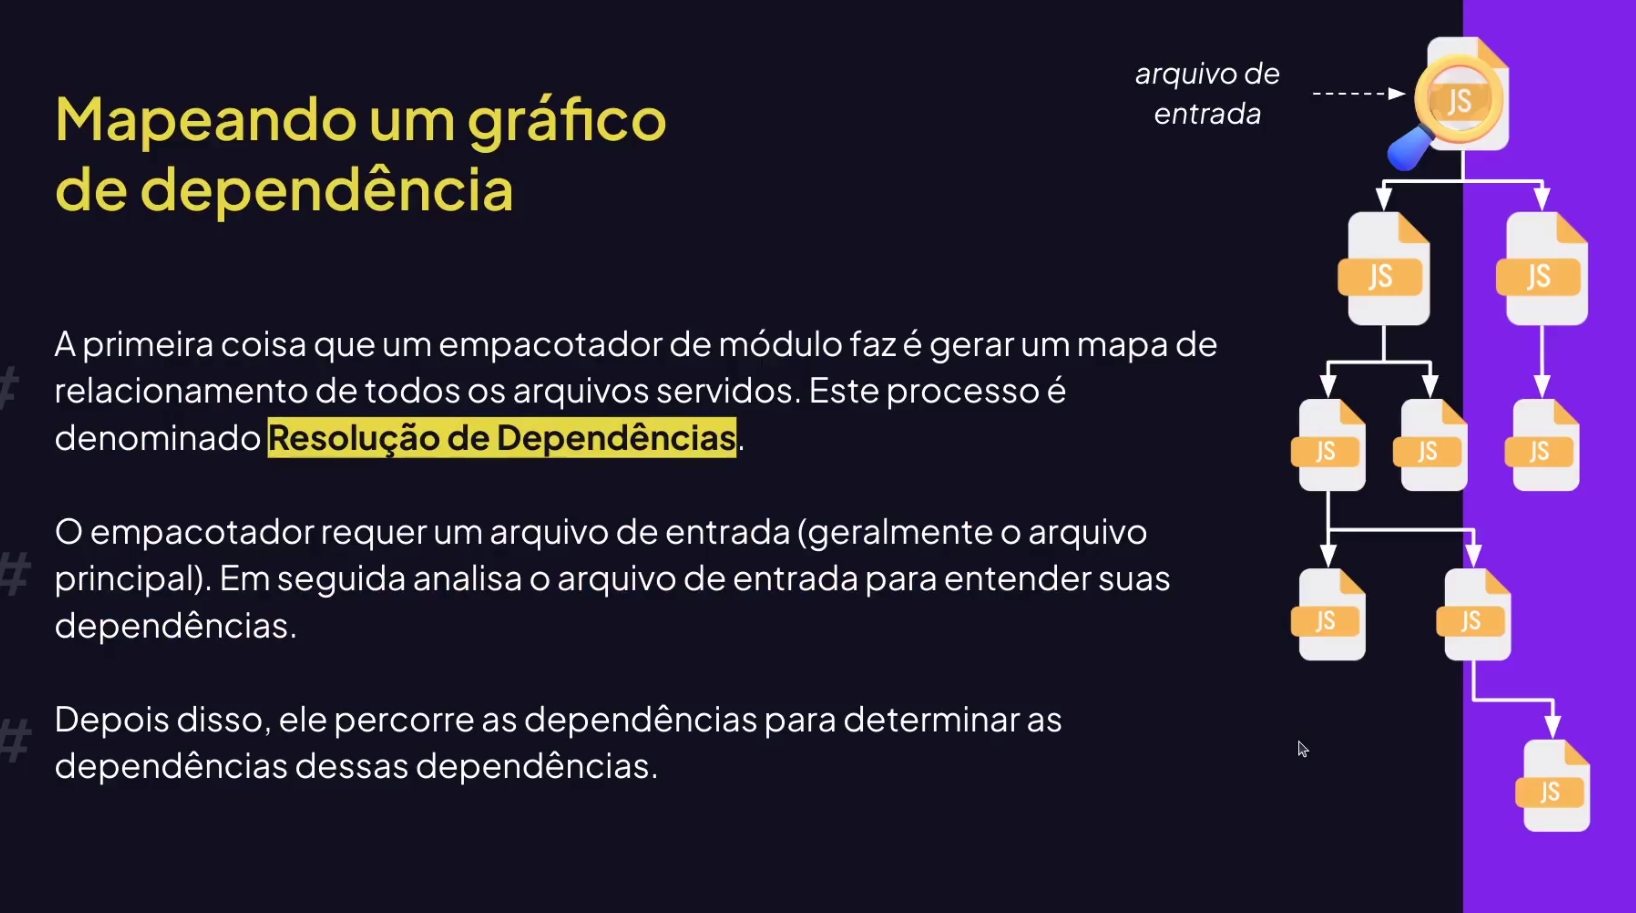 Mapeando um gráfico
de dependência
arquivo de
entrada
A primeira coisa que um empacotador de módulo faz é gerar um mapa de
relacionamento de todos os arquivos servidos. Este processo é
denominado Resolução de Dependências.
O empacotador requer um arquivo de entrada (geralmente o arquivo
principal). Em seguida analisa o arquivo de entrada para entender suas
dependências.
Depois disso, ele percorre as dependências para determinar as
dependências dessas dependências.
#
#
#
JS
JS
JS
JS
JS
JS
JS
JS
JS